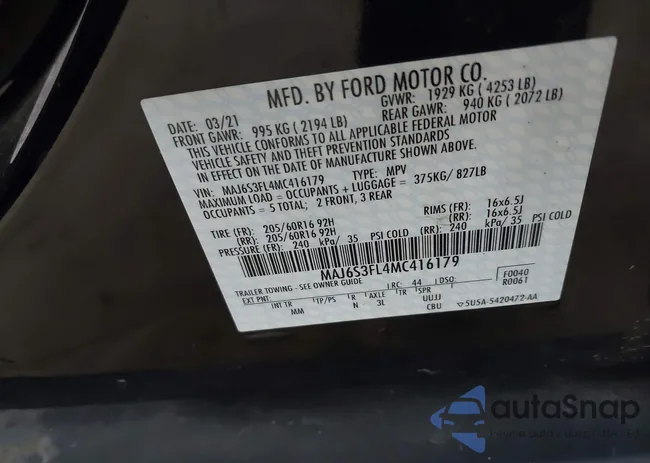 MFD. BY FORD MOTOR CO.
DATE: 03/21 GVWR: 1929 KG ( 4253 LB)
FRONT GAWR: 995 KG ( 2194 LB) REAR GAWR: 940 KG ( 2072 LB)
THIS VEHICLE CONFORMS TO ALL APPLICABLE FEDERAL MOTOR
VEHICLE SAFETY AND THEFT PREVENTION STANDARDS
IN EFFECT ON THE DATE OF MANUFACTURE SHOWN ABOVE.
VIN: MAJ6S3FL4MC416179 TYPE: MPV
MAXIMUM LOAD = OCCUPANTS + LUGGAGE = 375KG/ 827LB
OCCUPANTS = 5 TOTAL; 2 FRONT, 3 REAR
TIRE (FR): 205/60R16 92H RIMS (FR): 16x6.5J
(RR): 205/60R16 92H (RR): 16x6.5J
PRESSURE (FR): 240 kPa/ 35 PSI COLD (RR): 240 kPa/ 35 PSI COLD
MAJ6S3FL4MC416179
TRAILER TOWING - SEE OWNER GUIDE
EXT PNT: RC: 44 DSO: F0040
R0061
INT TR TP/PS R AXLE TR SPR UUJJ
MM N 3L CBU 5U5A-5420472-AA
autoSnap